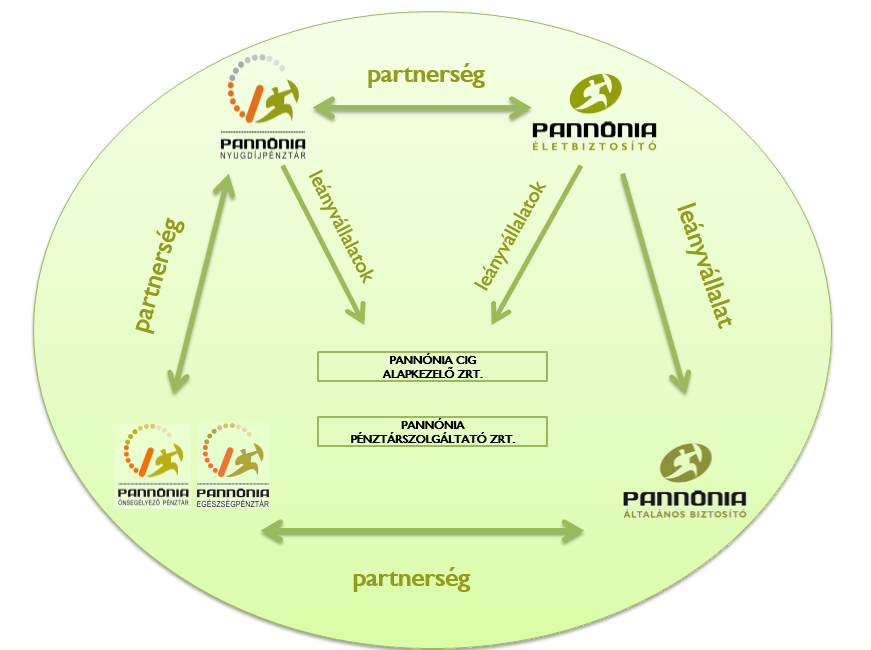 partnerség
PANNÓNIA
NYUGDÍJPÉNZTÁR
PANNÓNIA
ÉLETBIZTOSÍTÓ
leányvállalatok
leányvállalatok
leányvállalat
partnerség
PANNÓNIA CIG
ALAPKEZELŐ ZRT.
PANNÓNIA
PÉNZTÁRSZOLGÁLTATÓ ZRT.
PANNÓNIA
ÖNSEGÉLYEZŐ PÉNZTÁR
PANNÓNIA
EGÉSZSÉGPÉNZTÁR
PANNÓNIA
ÁLTALÁNOS BIZTOSÍTÓ
partnerség